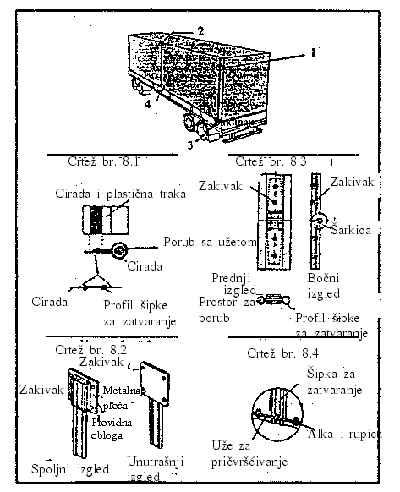 2
1
4
3
Crtež br. 8.1
Cirada i plastična traka
Porub sa užetom
Cirada
Cirada
Profil šipke
za zatvaranje
Crtež br. 8.3
Zakivak
Zakivak
Šarkica
Prednji
izgled
Bočni
izgled
Prostor za
porub
Profil šipke
za zatvaranje
Crtež br. 8.2
Zakivak
Zakivak
Metalna
ploča
Providna
obloga
Spoljni izgled
Unutrašnji
izgled
Crtež br. 8.4
Šipka za
zatvaranje
Alka i rupica
Uže za
pričvršćivanje